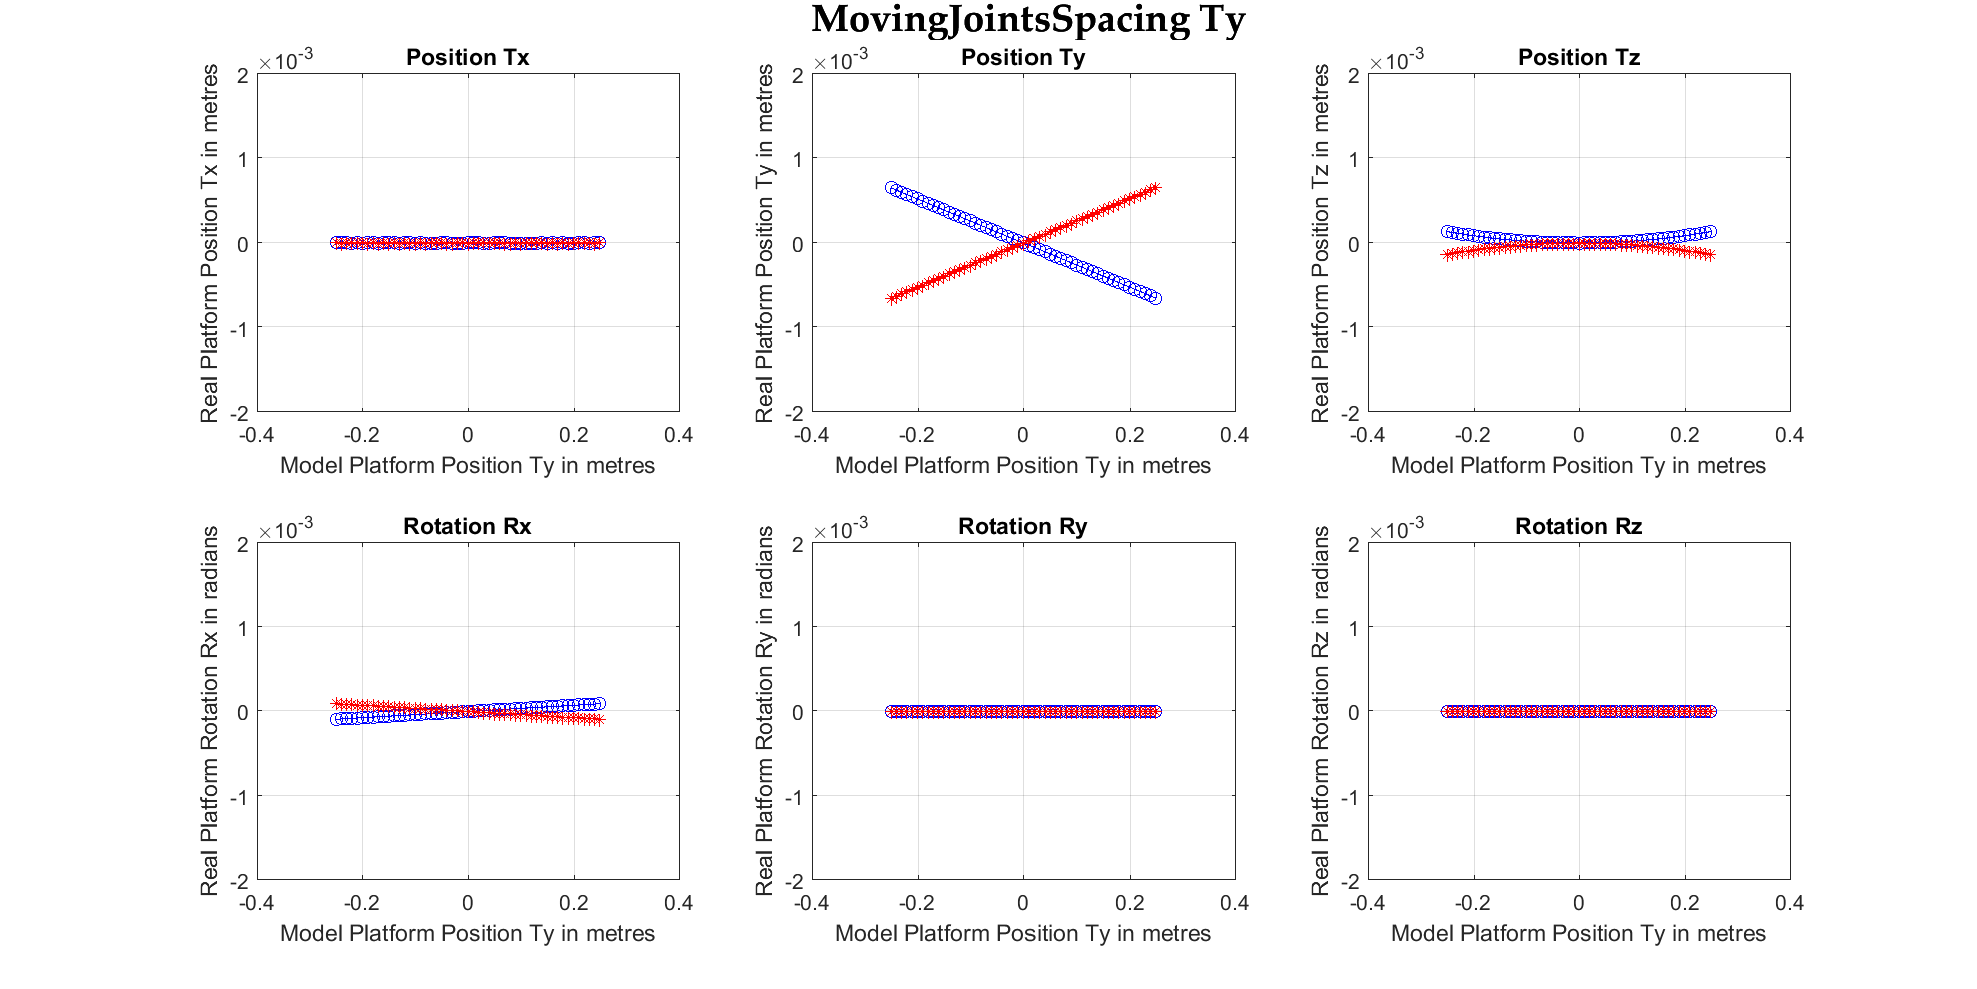 MovingJointsSpacing Ty
Position Tx
×10-3
2
1
0
-1
-2
-0.4 -0.2 0 0.2 0.4
Real Platform Position Tx in metres
Model Platform Position Ty in metres
Position Ty
×10-3
2
1
0
-1
-2
-0.4 -0.2 0 0.2 0.4
Real Platform Position Ty in metres
Model Platform Position Ty in metres
Position Tz
×10-3
2
1
0
-1
-2
-0.4 -0.2 0 0.2 0.4
Real Platform Position Tz in metres
Model Platform Position Ty in metres
Rotation Rx
×10-3
2
1
0
-1
-2
-0.4 -0.2 0 0.2 0.4
Real Platform Rotation Rx in radians
Model Platform Position Ty in metres
Rotation Ry
×10-3
2
1
0
-1
-2
-0.4 -0.2 0 0.2 0.4
Real Platform Rotation Ry in radians
Model Platform Position Ty in metres
Rotation Rz
×10-3
2
1
0
-1
-2
-0.4 -0.2 0 0.2 0.4
Real Platform Rotation Rz in radians
Model Platform Position Ty in metres